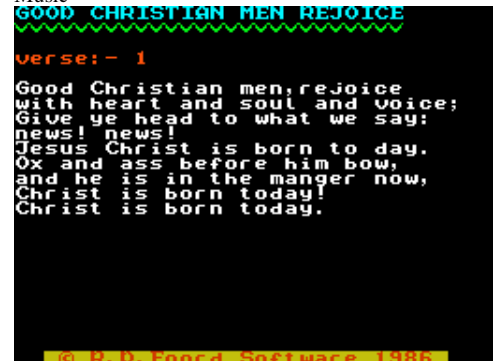 Music
GOOD CHRISTIAN MEN REJOICE
verse:- 1
Good Christian men,rejoice
with heart and soul and voice;
Give ye head to what we say:
news! news!
Jesus Christ is born to day.
Ox and ass before him bow,
and he is in the manger now,
Christ is born today!
Christ is born today.
© R.D.Foord Software 1986